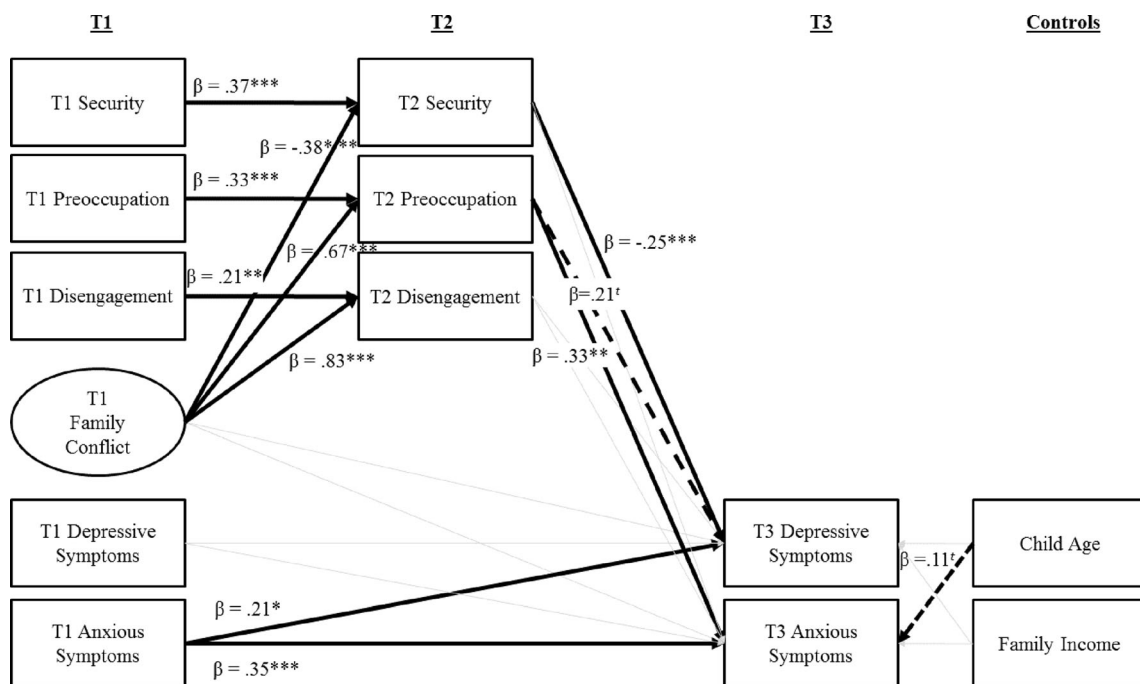 T1
T2
T3
Controls
T1 Security
β = .37***
T2 Security
β = -.38***
T1 Preoccupation
β = .33***
T2 Preoccupation
β = .67***
β = -.25***
T1 Disengagement
β = .21**
T2 Disengagement
β=.21ᵗ
β = .83***
β = .33**
T1
Family
Conflict
T1 Depressive
Symptoms
T3 Depressive
Symptoms
β = .11ᵗ
Child Age
T1 Anxious
Symptoms
β = .21*
β = .35***
T3 Anxious
Symptoms
Family Income